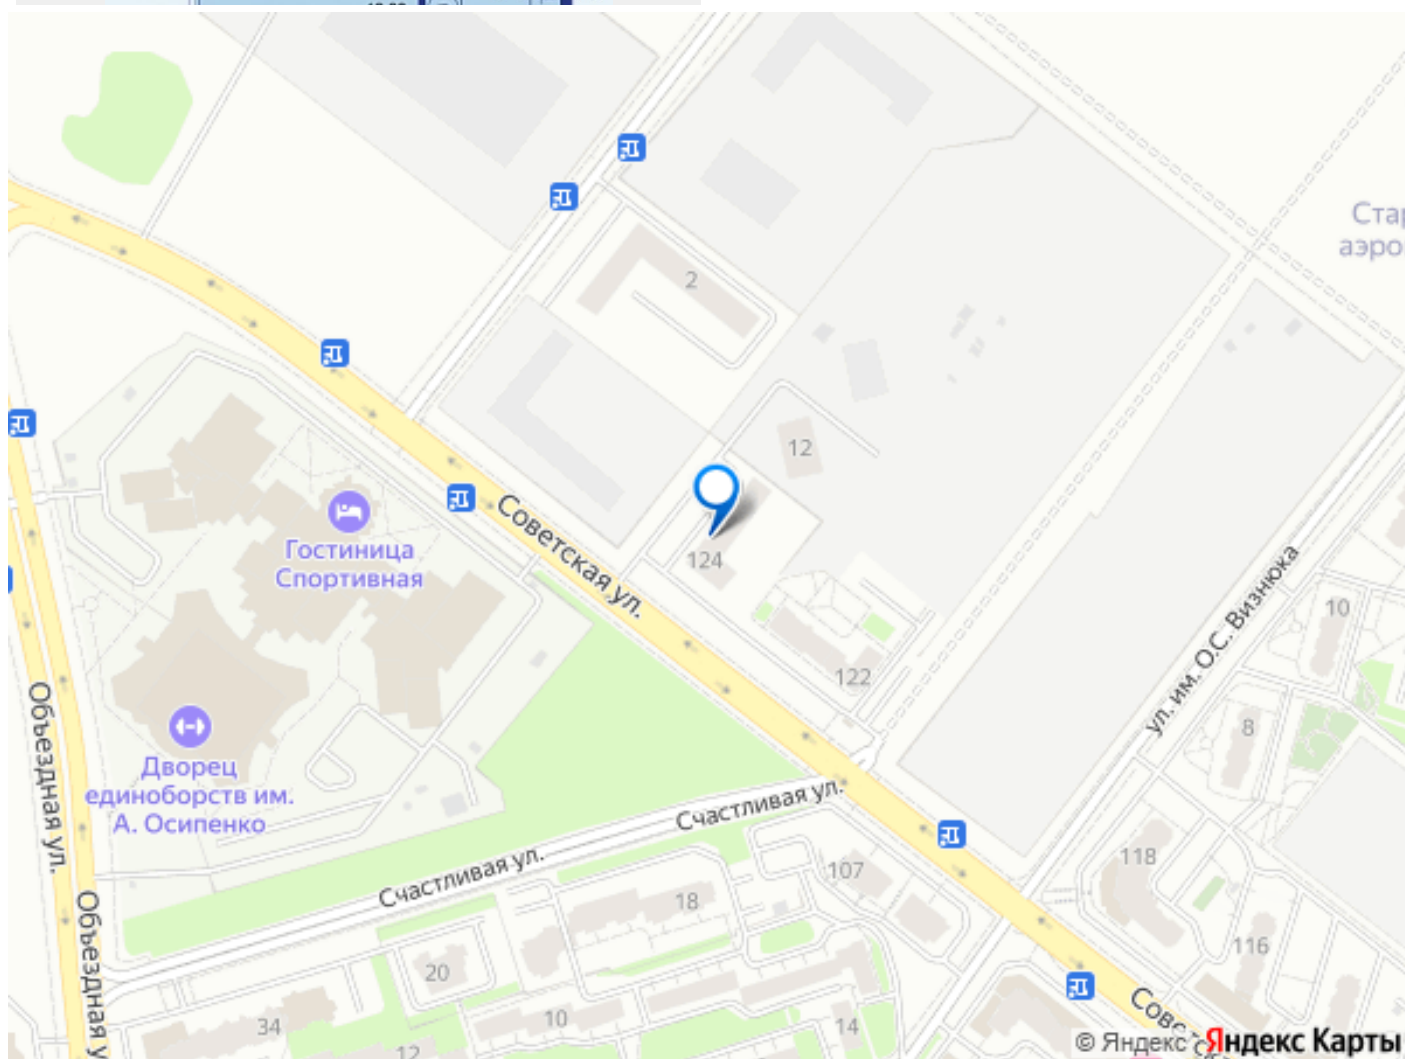 Стар
аэро
2
12
Советская ул.
Гостиница
Спортивная
124
ул. им. О.С. Визнюка
10
122
8
Объездная ул.
Дворец
единоборств им.
А. Осипенко
Счастливая ул.
Счастливая ул.
107
118
18
Объездная у
116
20
34
10
14
12
Сов
© Яндекс Яндекс Карты